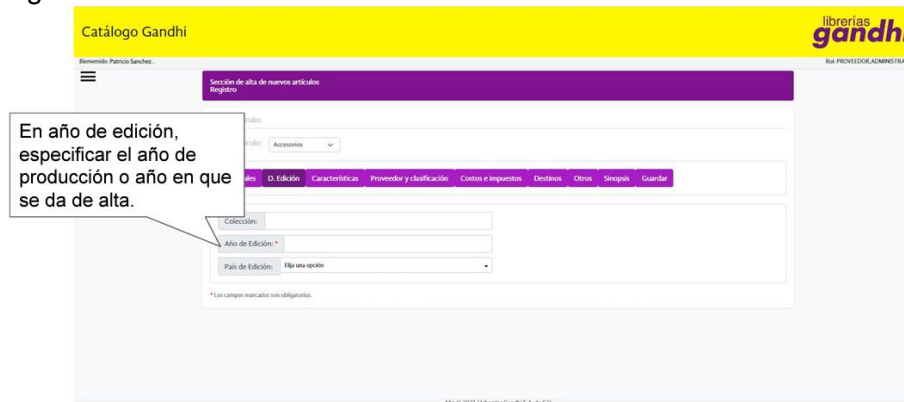 Catálogo Gandhi
librerías
gandhi
Bienvenido: Patricio Sanchez .
Rol: PROVEEDOR,ADMINISTRA
Sección de alta de nuevos artículos
Registro
Accesorios
En año de edición,
especificar el año de
producción o año en que
se da de alta.
D. Edición Características Proveedor y clasificación Costos e impuestos Destinos Otros Sinopsis Guardar
Colección:
Año de Edición: *
País de Edición: Elija una opción
* Los campos marcados son obligatorios.